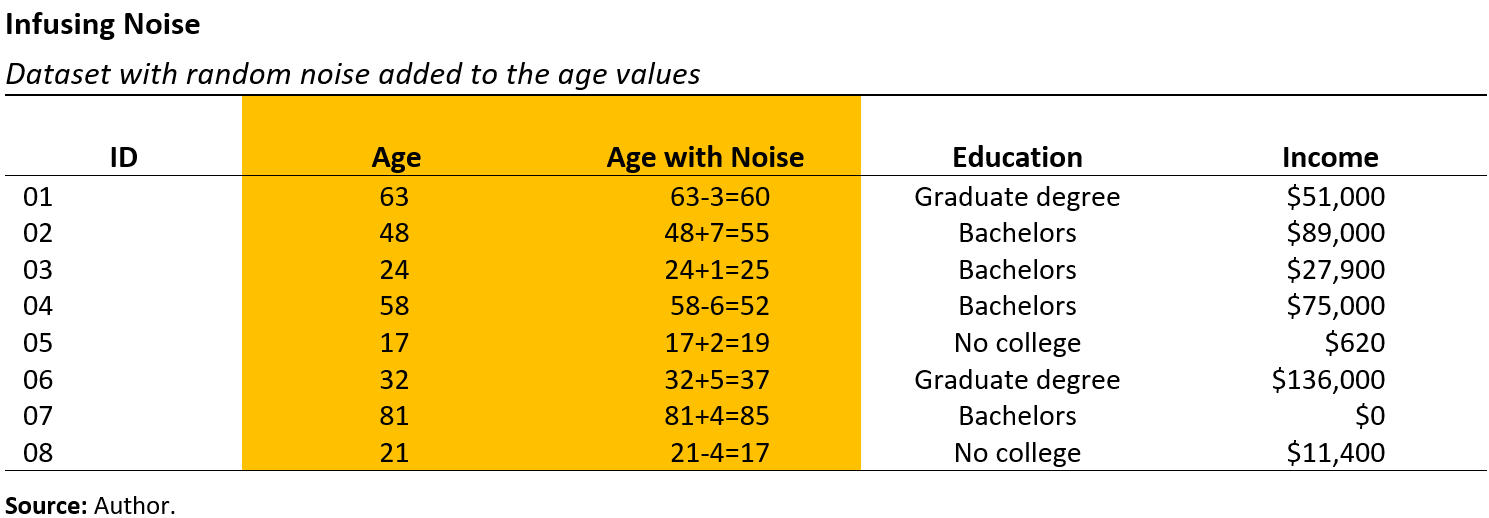 Infusing Noise
Dataset with random noise added to the age values
ID Age Age with Noise Education Income
01 63 63-3=60 Graduate degree $51,000
02 48 48+7=55 Bachelors $89,000
03 24 24+1=25 Bachelors $27,900
04 58 58-6=52 Bachelors $75,000
05 17 17+2=19 No college $620
06 32 32+5=37 Graduate degree $136,000
07 81 81+4=85 Bachelors $0
08 21 21-4=17 No college $11,400
Source: Author.